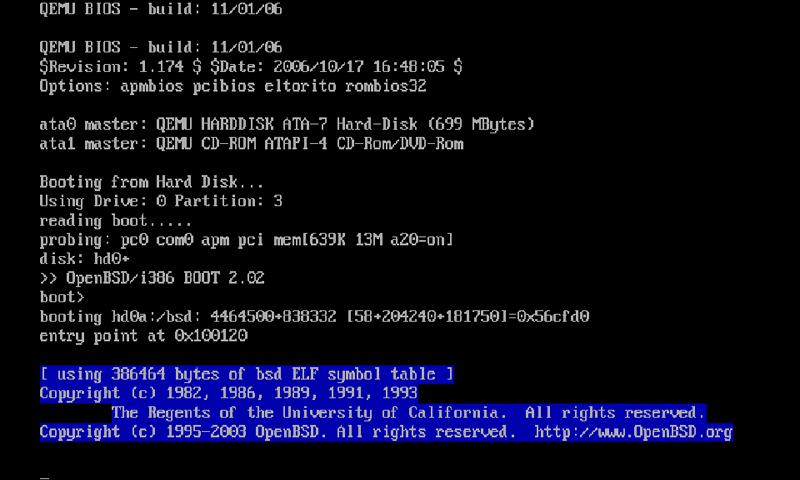 QEMU BIOS - build: 11/01/06
QEMU BIOS - build: 11/01/06
$Revision: 1.174 $ $Date: 2006/10/17 16:48:05 $
Options: apmbios pcibios eltorito rombios32
ata0 master: QEMU HARDDISK ATA-7 Hard-Disk (699 MBytes)
ata1 master: QEMU CD-ROM ATAPI-4 CD-Rom/DVD-Rom
Booting from Hard Disk...
Using Drive: 0 Partition: 3
reading boot.....
probing: pc0 com0 apm pci mem[639K 13M a20=on]
disk: hd0+
>> OpenBSD/i386 BOOT 2.02
boot>
booting hd0a:/bsd: 4464500+838332 [58+204240+181750]=0x56cfd0
entry point at 0x100120
[ using 386464 bytes of bsd ELF symbol table ]
Copyright (c) 1982, 1986, 1989, 1991, 1993
The Regents of the University of California.  All rights reserved.
Copyright (c) 1995-2003 OpenBSD. All rights reserved.  http://www.OpenBSD.org